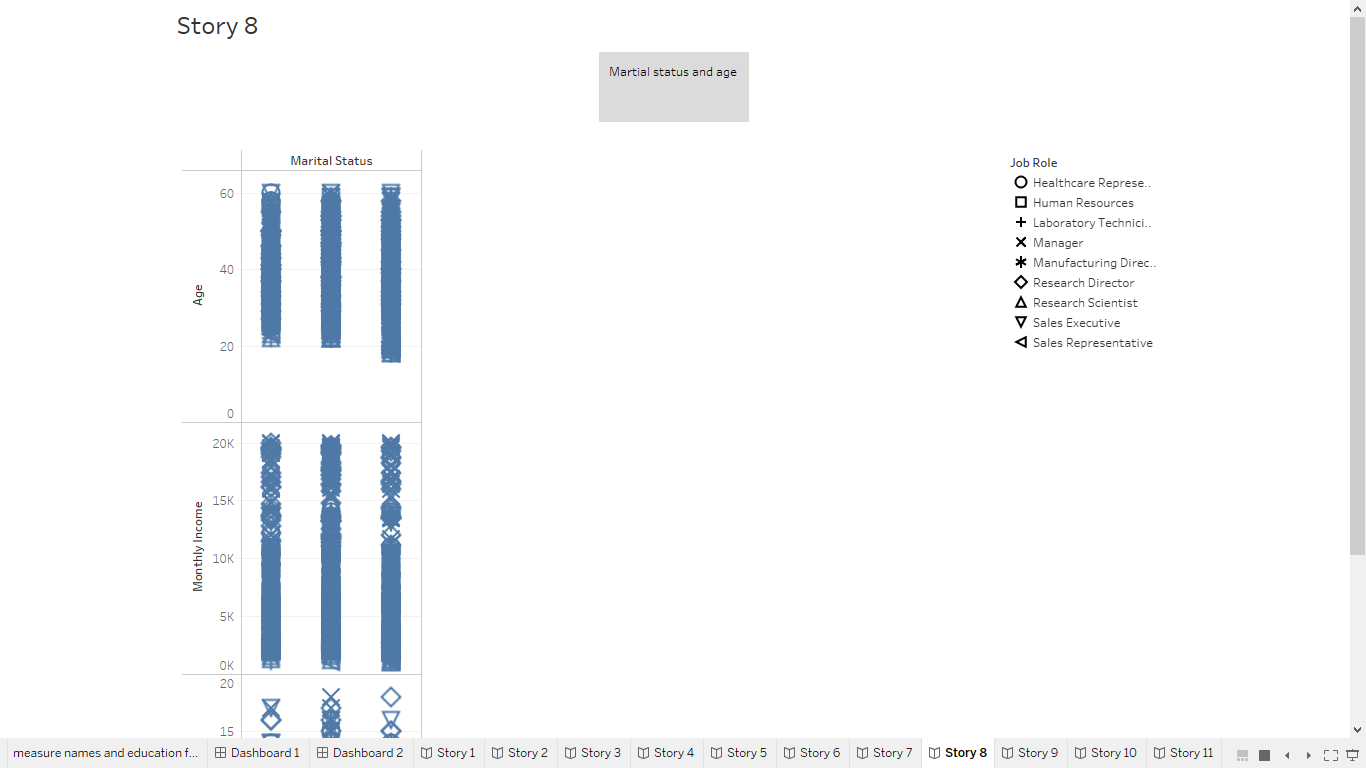 Story 8
Martial status and age
Marital Status
60
40
20
0
Age
20K
15K
10K
5K
0K
Monthly Income
20
15
Job Role
Healthcare Represe..
Human Resources
Laboratory Technici..
Manager
Manufacturing Direc..
Research Director
Research Scientist
Sales Executive
Sales Representative
measure names and education f... Dashboard 1 Dashboard 2 Story 1 Story 2 Story 3 Story 4 Story 5 Story 6 Story 7 Story 8 Story 9 Story 10 Story 11